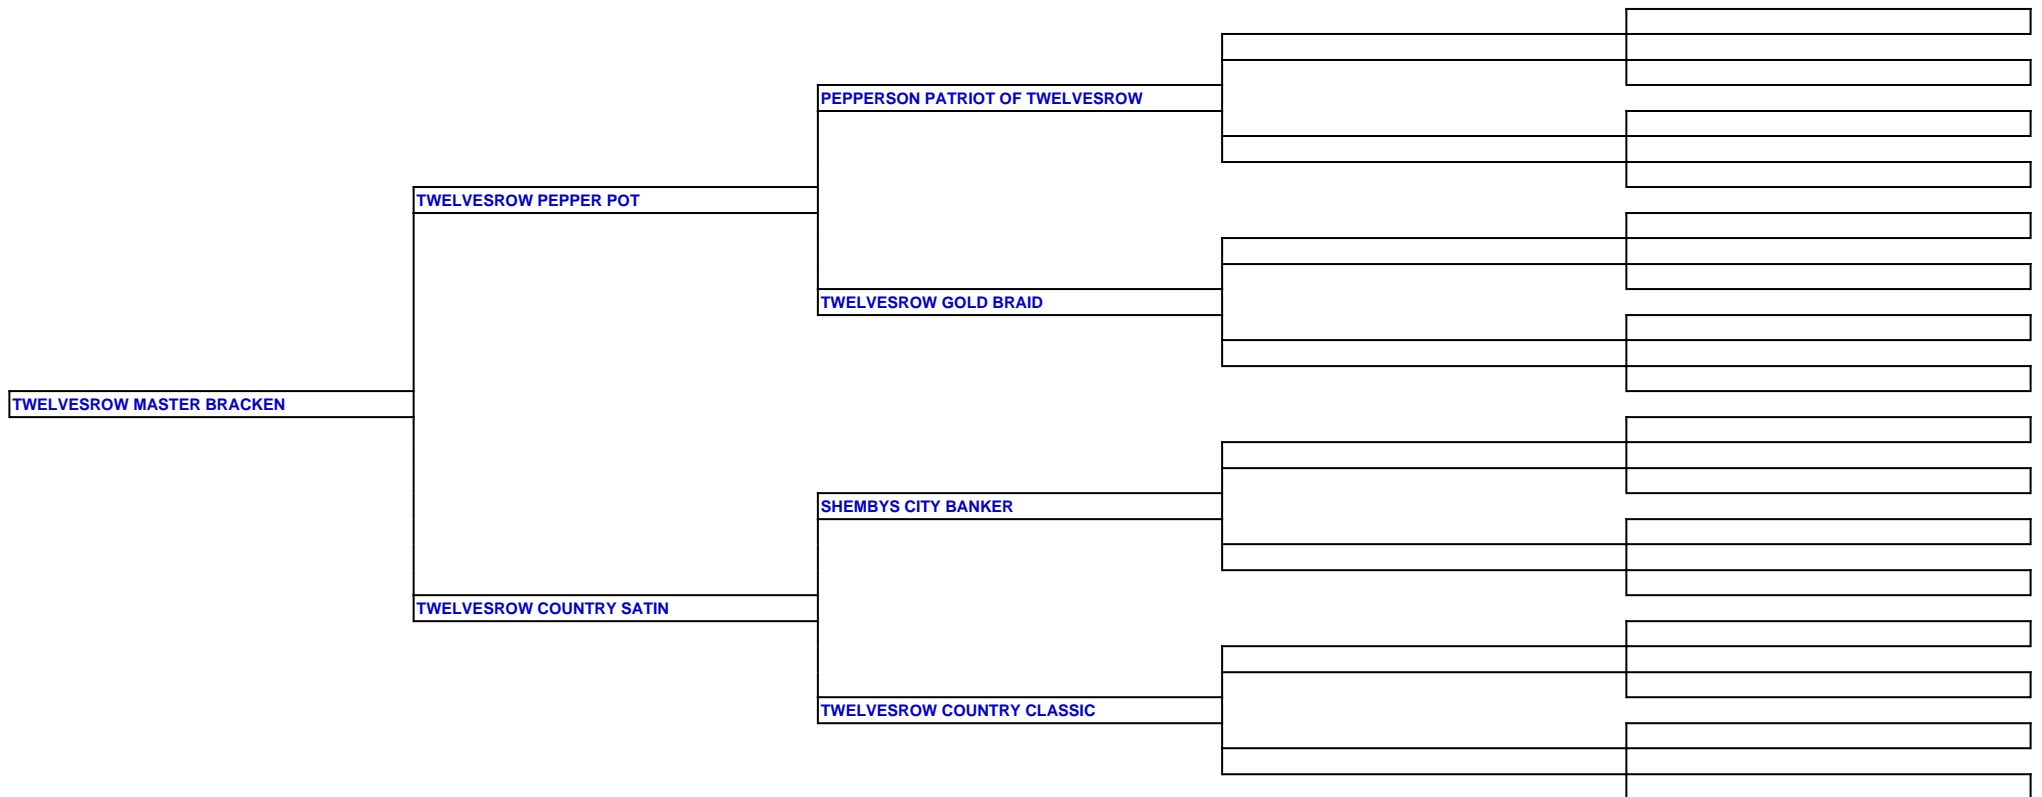 PEPPERSON PATRIOT OF TWELVESROW
TWELVESROW PEPPER POT
TWELVESROW GOLD BRAID
TWELVESROW MASTER BRACKEN
SHEMBYS CITY BANKER
TWELVESROW COUNTRY SATIN
TWELVESROW COUNTRY CLASSIC